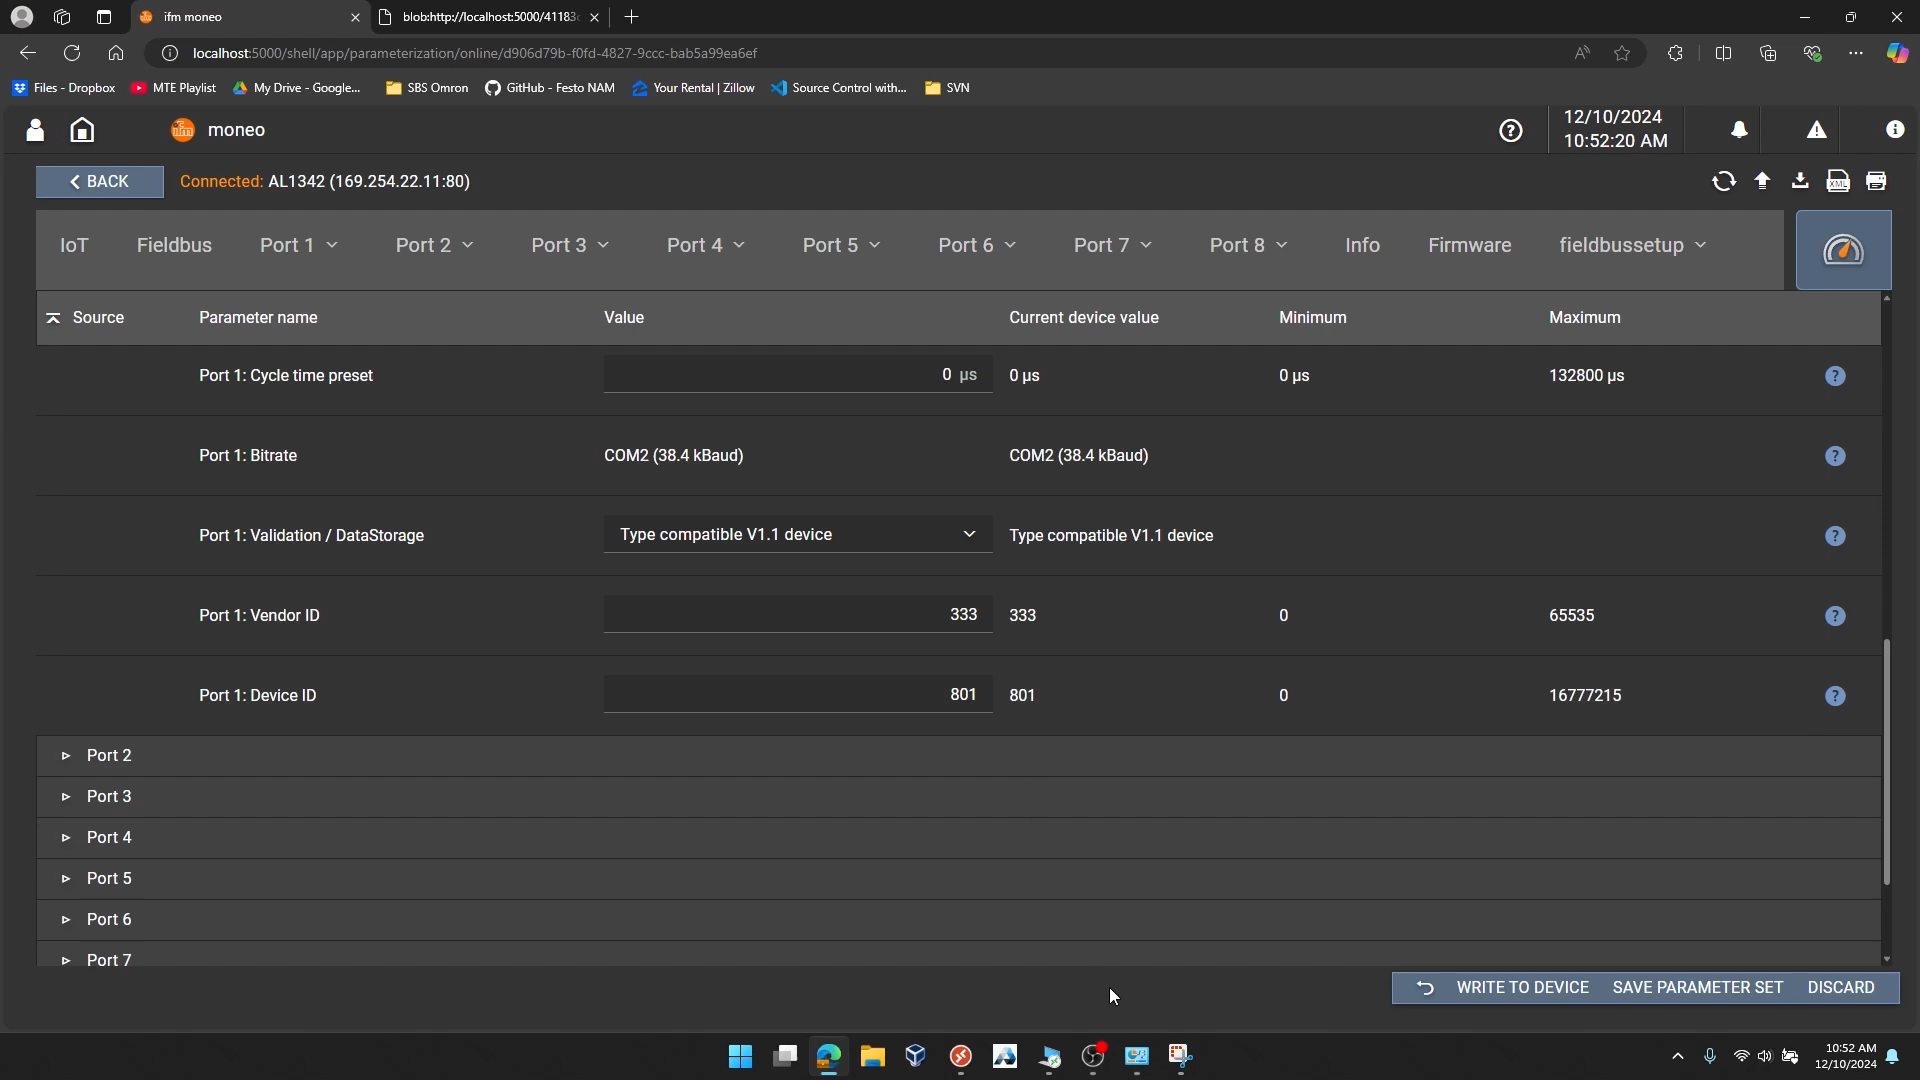 ifm moneo
blob:http://localhost:5000/41183
localhost:5000/shell/app/parameterization/online/d906d79b-f0fd-4827-9ccc-bab5a99ea6ef
Files - Dropbox
MTE Playlist
My Drive - Google...
SBS Omron
GitHub - Festo NAM
Your Rental | Zillow
Source Control with...
SVN
ifm
moneo
12/10/2024
10:52:20 AM
BACK
Connected: AL1342 (169.254.22.11:80)
XML
IoT
Fieldbus
Port 1
Port 2
Port 3
Port 4
Port 5
Port 6
Port 7
Port 8
Info
Firmware
fieldbussetup
Source Parameter name Value Current device value Minimum Maximum
Port 1: Cycle time preset 0 µs 0 µs 0 µs 132800 µs ?
Port 1: Bitrate COM2 (38.4 kBaud) COM2 (38.4 kBaud) ?
Port 1: Validation / DataStorage Type compatible V1.1 device Type compatible V1.1 device ?
Port 1: Vendor ID 333 333 0 65535 ?
Port 1: Device ID 801 801 0 16777215 ?
Port 2
Port 3
Port 4
Port 5
Port 6
Port 7
WRITE TO DEVICE SAVE PARAMETER SET DISCARD
10:52 AM
12/10/2024